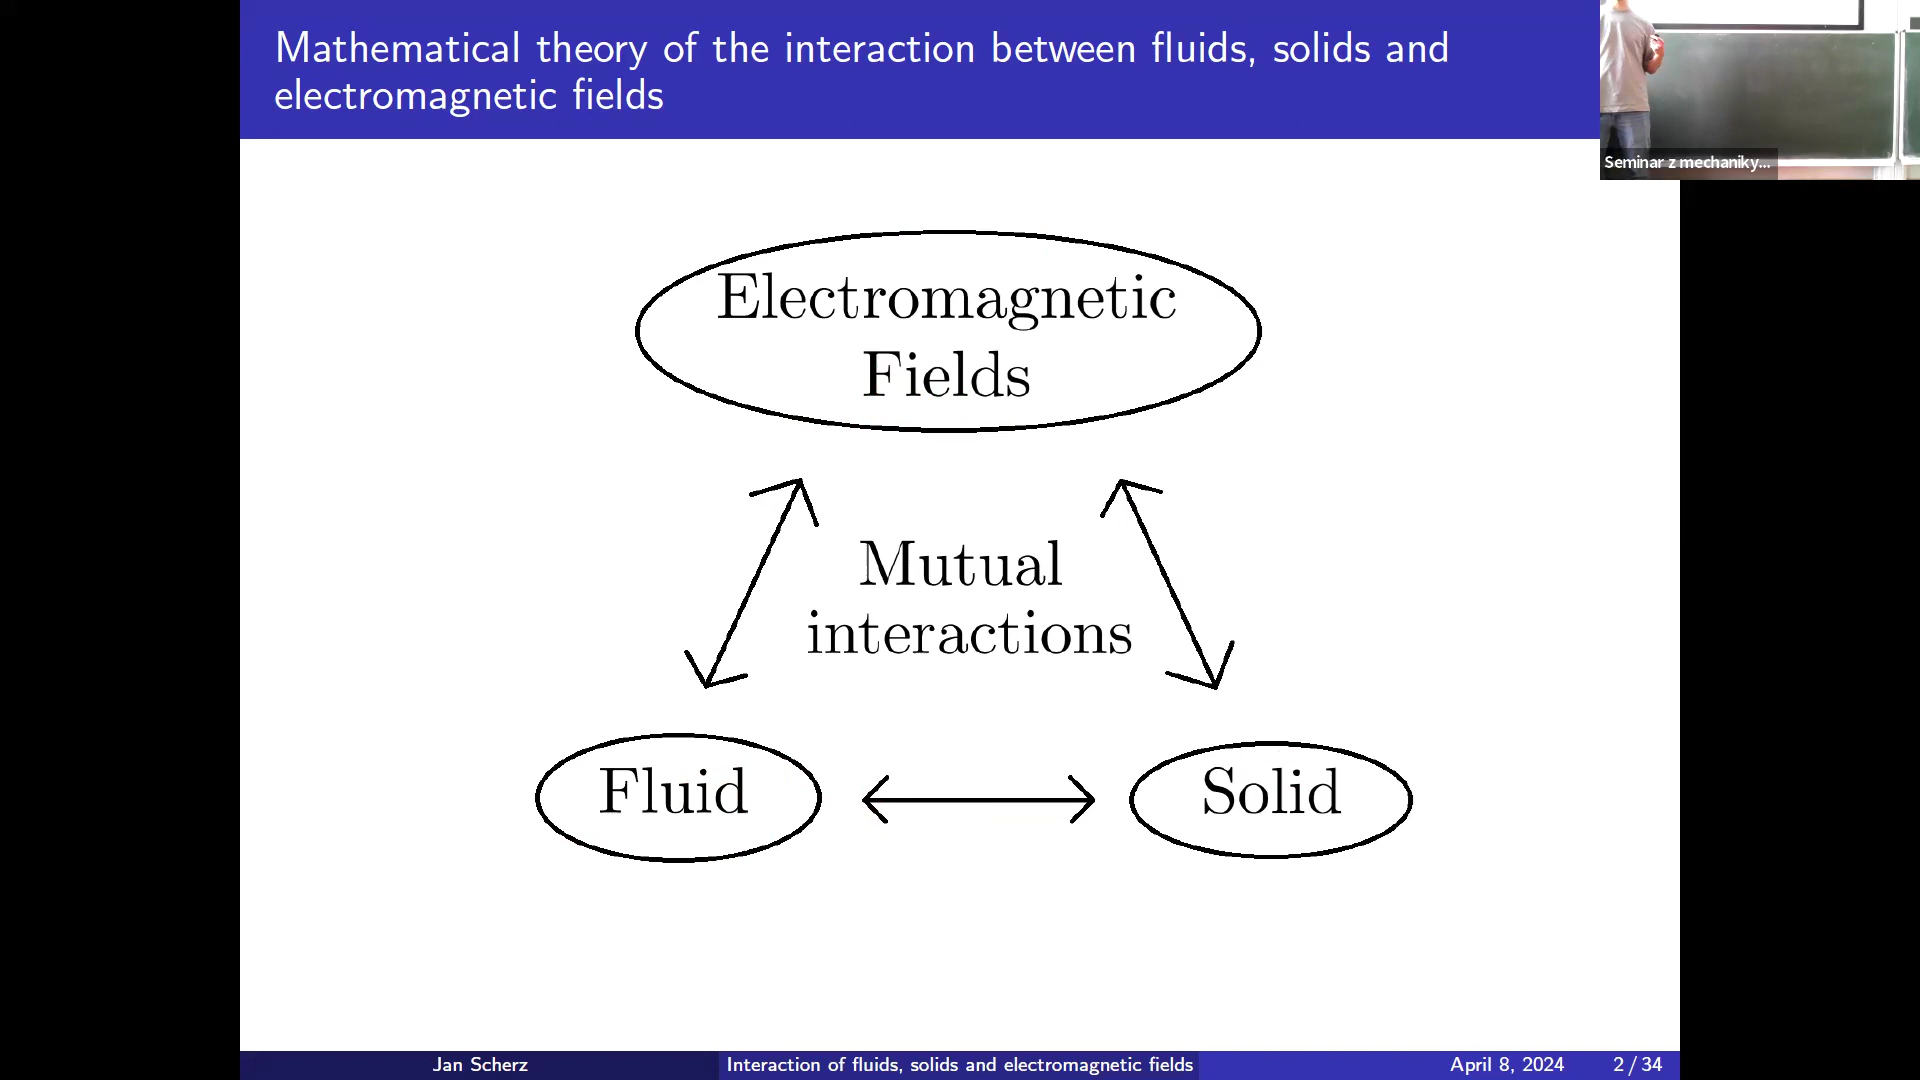 Mathematical theory of the interaction between fluids, solids and
electromagnetic fields
Seminar z mechaniky...
Electromagnetic
Fields
Mutual
interactions
Fluid
Solid
Jan Scherz
Interaction of fluids, solids and electromagnetic fields
April 8, 2024
2 / 34